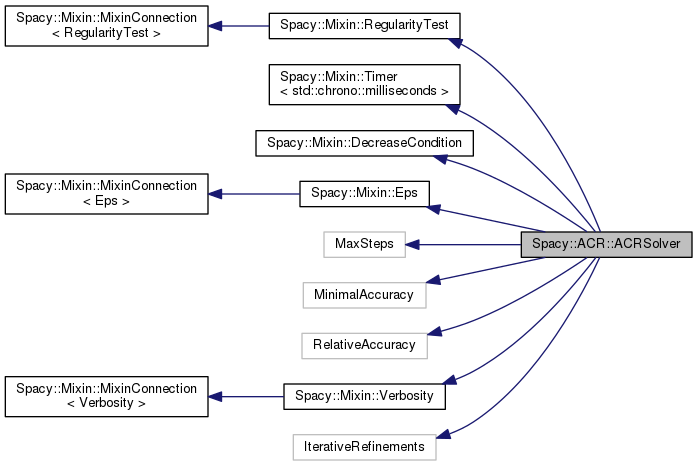 Spacy::Mixin::MixinConnection
< RegularityTest >
Spacy::Mixin::RegularityTest
Spacy::Mixin::Timer
< std::chrono::milliseconds >
Spacy::Mixin::DecreaseCondition
Spacy::Mixin::MixinConnection
< Eps >
Spacy::Mixin::Eps
MaxSteps
Spacy::ACR::ACRSolver
MinimalAccuracy
RelativeAccuracy
Spacy::Mixin::MixinConnection
< Verbosity >
Spacy::Mixin::Verbosity
IterativeRefinements